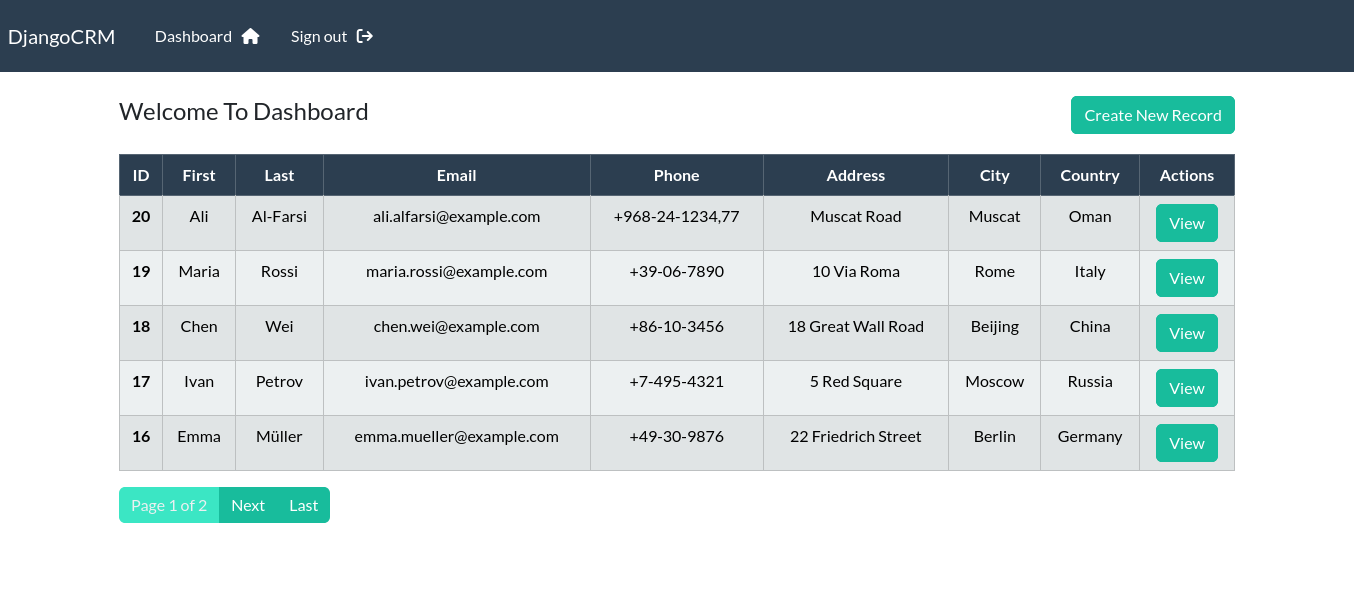 DjangoCRM Dashboard Sign out
Welcome To Dashboard Create New Record
ID First Last Email Phone Address City Country Actions
20 Ali Al-Farsi ali.alfarsi@example.com +968-24-1234,77 Muscat Road Muscat Oman View
19 Maria Rossi maria.rossi@example.com +39-06-7890 10 Via Roma Rome Italy View
18 Chen Wei chen.wei@example.com +86-10-3456 18 Great Wall Road Beijing China View
17 Ivan Petrov ivan.petrov@example.com +7-495-4321 5 Red Square Moscow Russia View
16 Emma Müller emma.mueller@example.com +49-30-9876 22 Friedrich Street Berlin Germany View
Page 1 of 2 Next Last